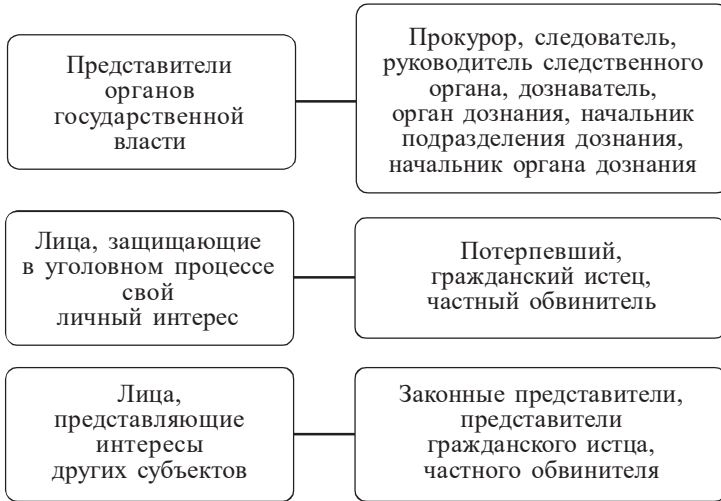 Представители
органов
государственной
власти
Прокурор, следователь,
руководитель следственного
органа, дознаватель,
орган дознания, начальник
подразделения дознания,
начальник органа дознания
Лица, защищающие
в уголовном процессе
свой
личный интерес
Потерпевший,
гражданский истец,
частный обвинитель
Лица,
представляющие
интересы
других субъектов
Законные представители,
представители
гражданского истца,
частного обвинителя